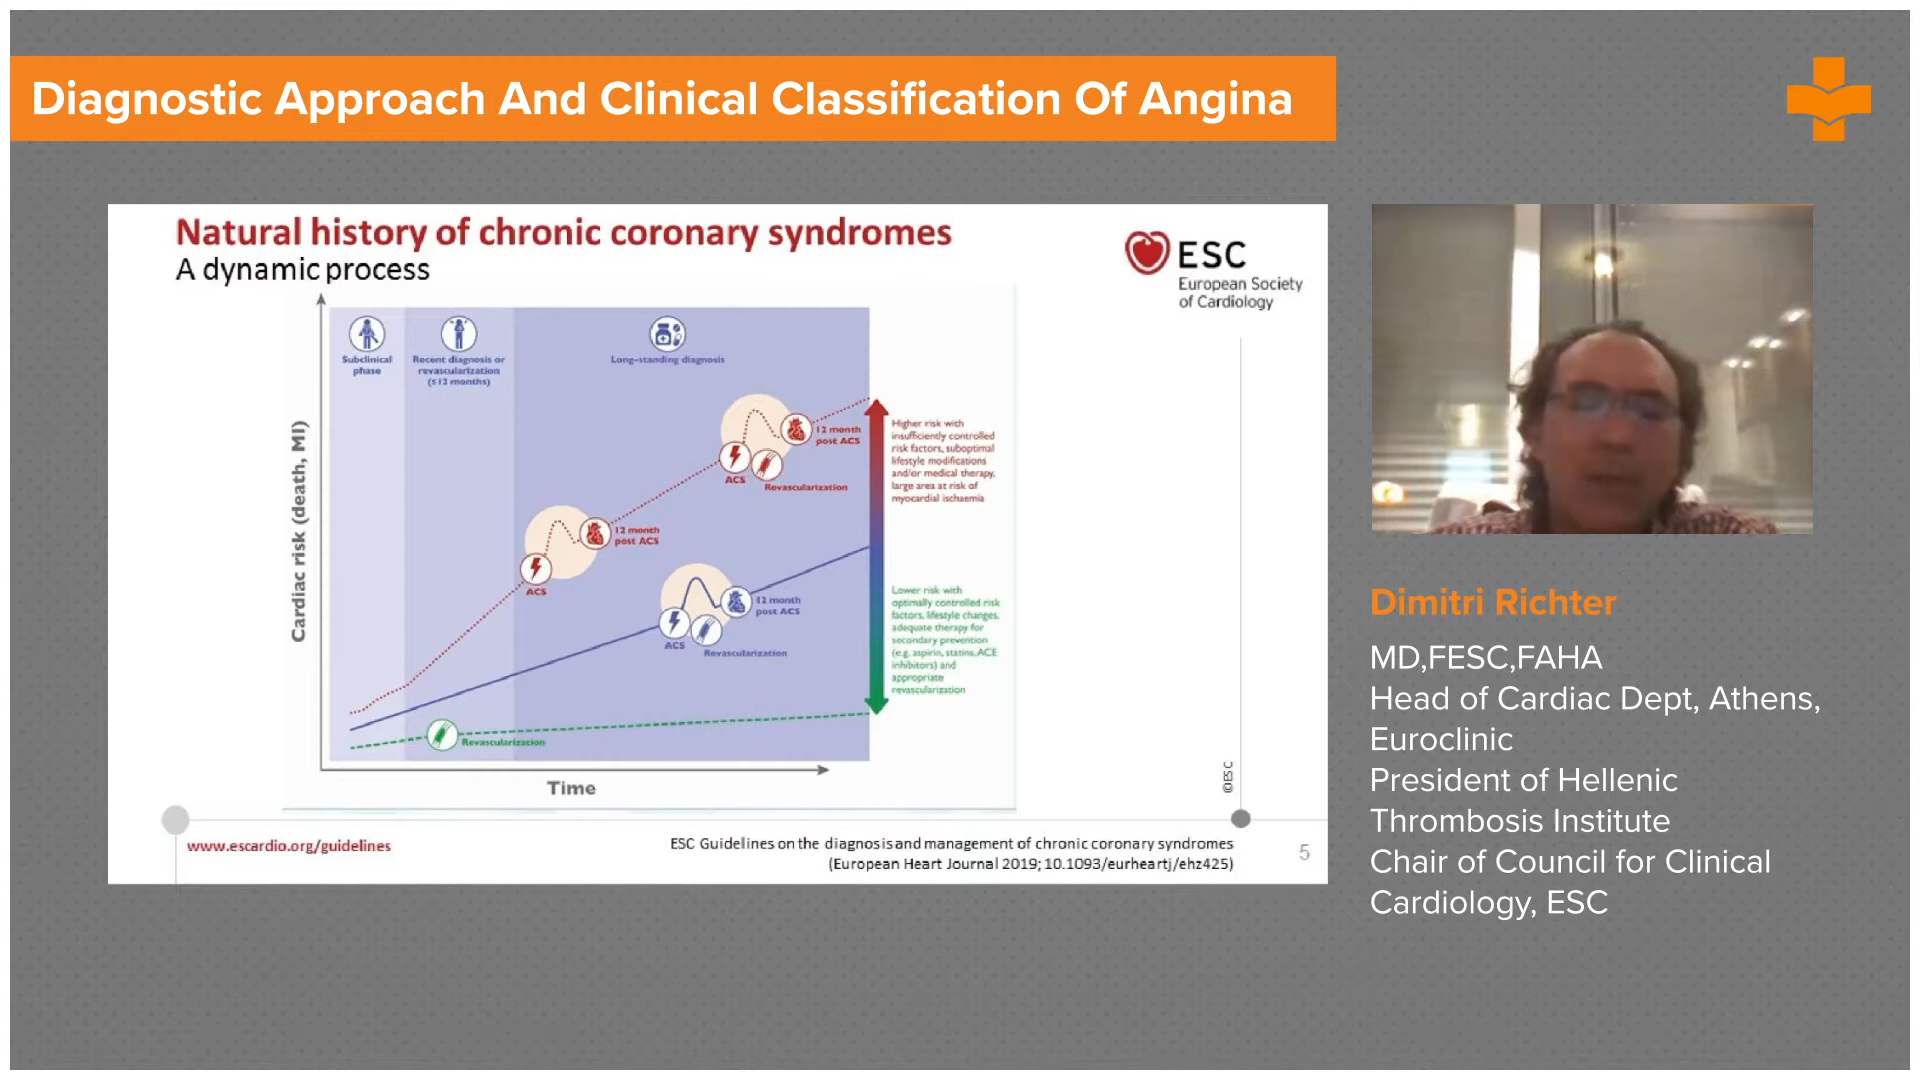 Diagnostic Approach And Clinical Classification Of Angina
Natural history of chronic coronary syndromes
A dynamic process
ESC
European Society
of Cardiology
Subclinical
phase
Recent diagnosis or
revascularization
(≤12 months)
Long-standing diagnosis
Cardiac risk (death, MI)
12 month
post ACS
ACS
Revascularization
12 month
post ACS
ACS
12 month
post ACS
ACS
Revascularization
Revascularization
Higher risk with
insufficiently controlled
risk factors, suboptimal
lifestyle modifications
and/or medical therapy,
large area at risk of
myocardial ischaemia
Lower risk with
optimally controlled risk
factors, lifestyle changes,
adequate therapy for
secondary prevention
(e.g. aspirin, statins, ACE
inhibitors) and
appropriate
revascularization
Time
©ESC
www.escardio.org/guidelines
ESC Guidelines on the diagnosis and management of chronic coronary syndromes
(European Heart Journal 2019; 10.1093/eurheartj/ehz425)
5
Dimitri Richter
MD,FESC,FAHA
Head of Cardiac Dept, Athens,
Euroclinic
President of Hellenic
Thrombosis Institute
Chair of Council for Clinical
Cardiology, ESC